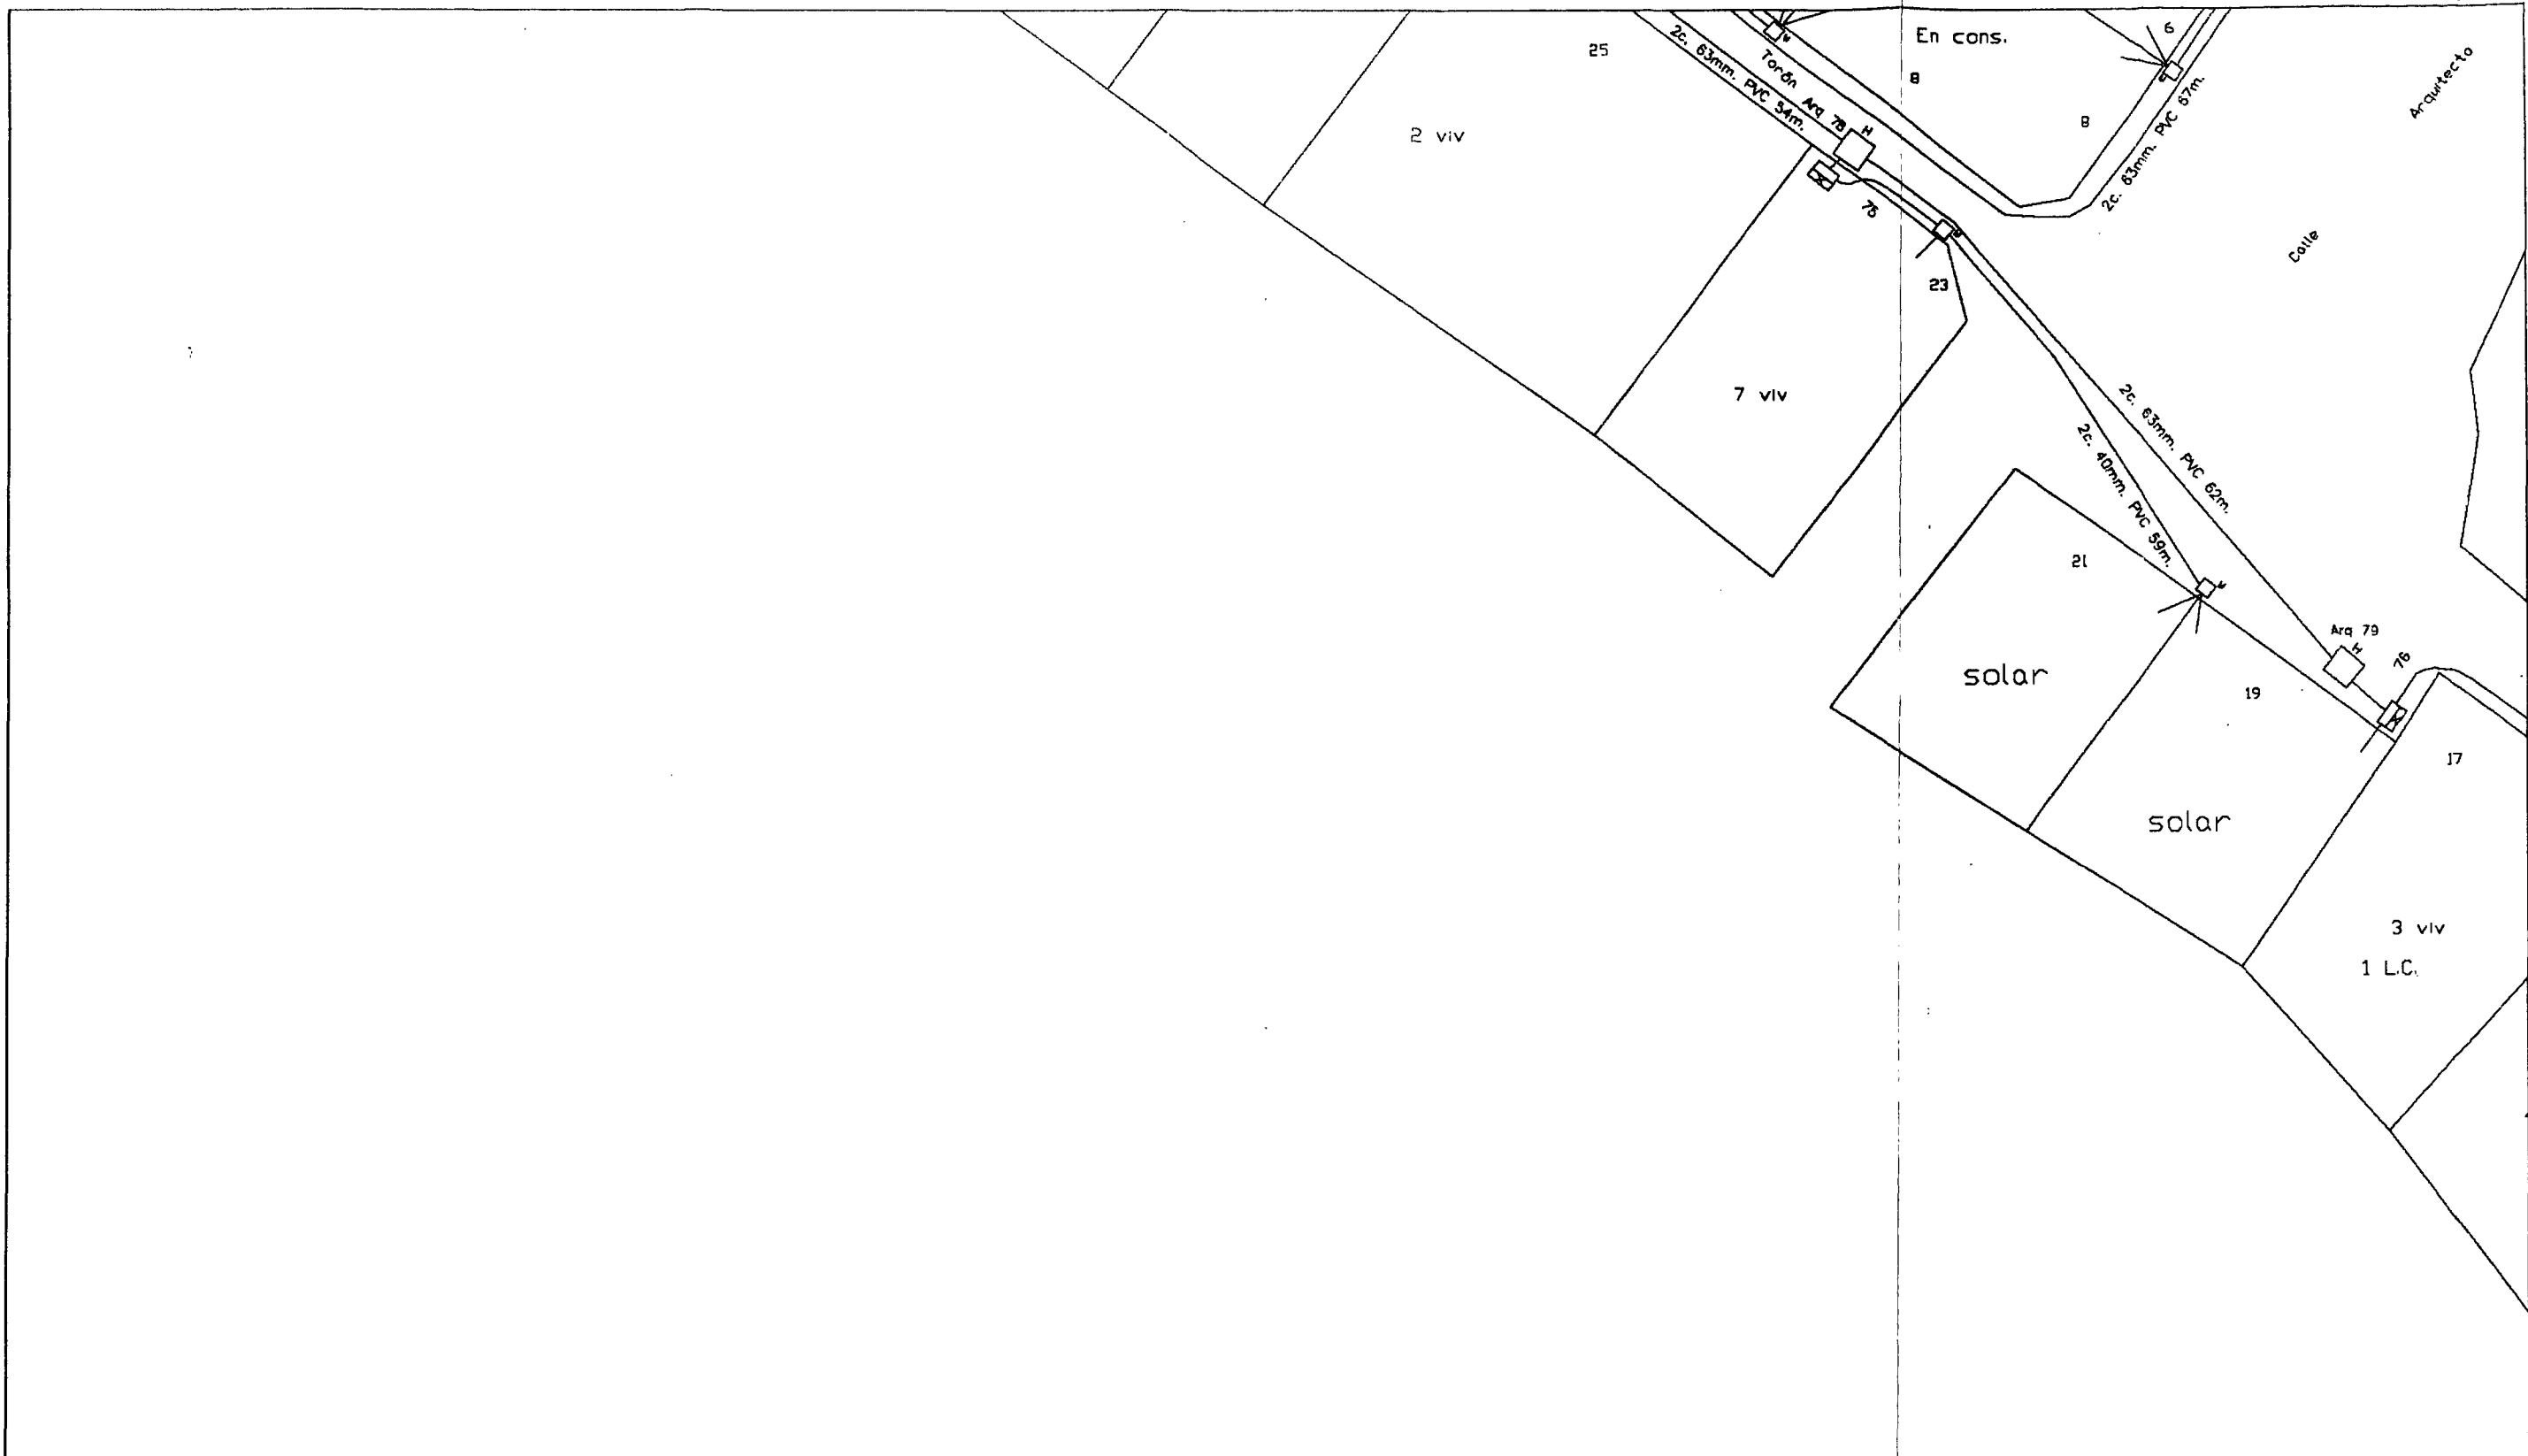 25
2c. 63mm. PVC 54m.
Torón
Arq 78
H
En cons.
8
6
8
2c. 63mm. PVC 67m.
Arquitecto
Calle
2 viv
75
23
7 viv
2c. 63mm. PVC 62m.
2c. 40mm. PVC 59m.
21
M
Arq 79
H
76
solar
19
17
solar
3 viv
1 L.C.